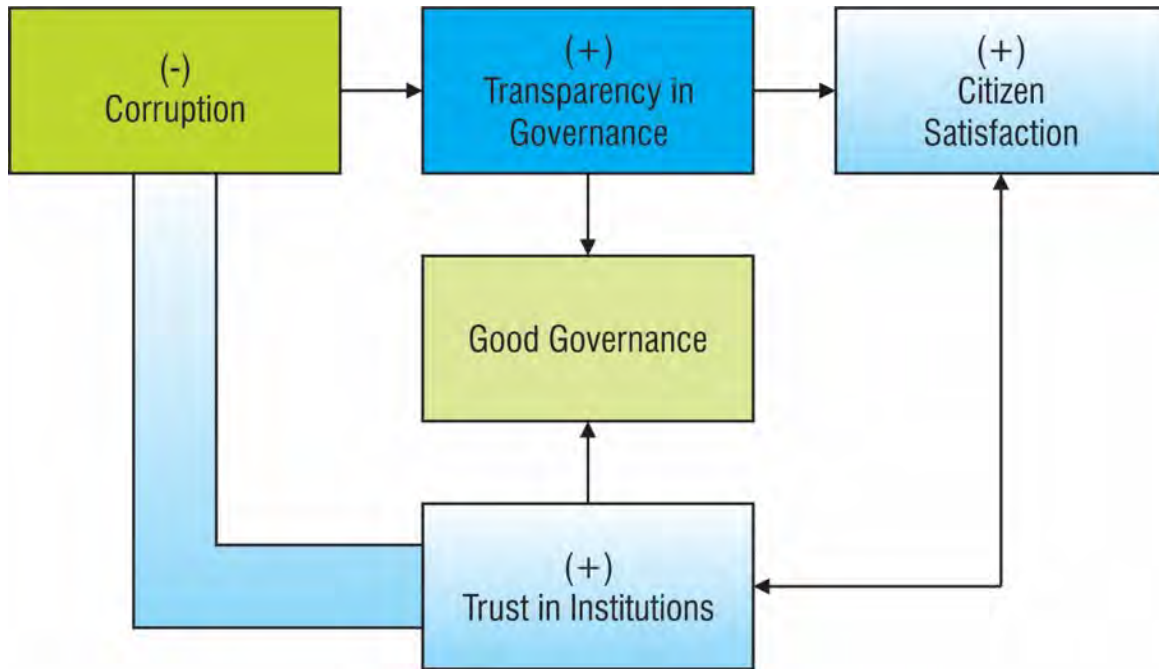 (-)
Corruption
(+)
Transparency in
Governance
(+)
Citizen
Satisfaction
Good Governance
(+)
Trust in Institutions